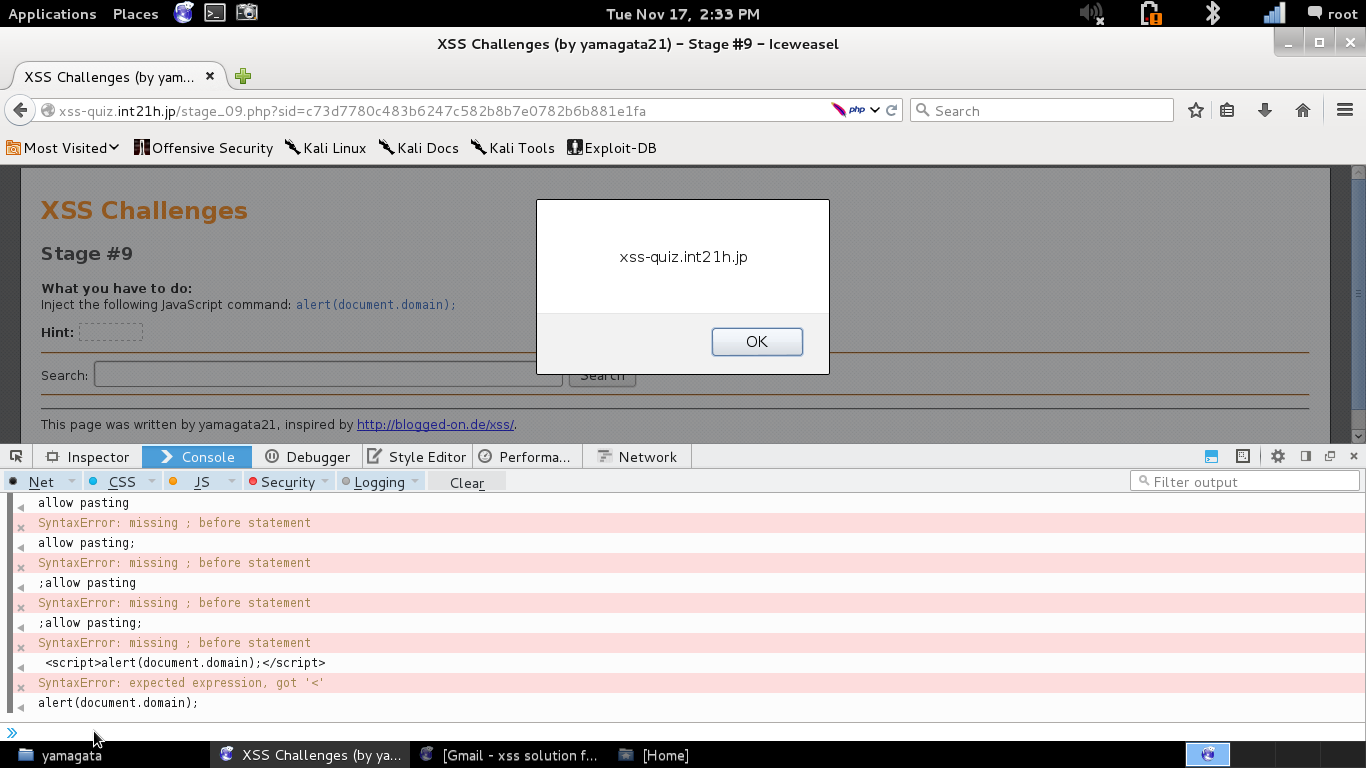 Applications Places Tue Nov 17, 2:33 PM root
XSS Challenges (by yamagata21) – Stage #9 – Iceweasel
XSS Challenges (by yam...
xss-quiz.int21h.jp/stage_09.php?sid=c73d7780c483b6247c582b8b7e0782b6b881e1fa php Search
Most Visited Offensive Security Kali Linux Kali Docs Kali Tools Exploit-DB
XSS Challenges
Stage #9
What you have to do:
Inject the following JavaScript command: alert(document.domain);
Hint:
Search: Search
This page was written by yamagata21, inspired by http://blogged-on.de/xss/.
xss-quiz.int21h.jp
OK
Inspector Console Debugger Style Editor Performa... Network
Net CSS JS Security Logging Clear Filter output
allow pasting
SyntaxError: missing ; before statement
allow pasting;
SyntaxError: missing ; before statement
;allow pasting
SyntaxError: missing ; before statement
;allow pasting;
SyntaxError: missing ; before statement
<script>alert(document.domain);</script>
SyntaxError: expected expression, got '<'
alert(document.domain);
yamagata XSS Challenges (by ya... [Gmail - xss solution f... [Home]